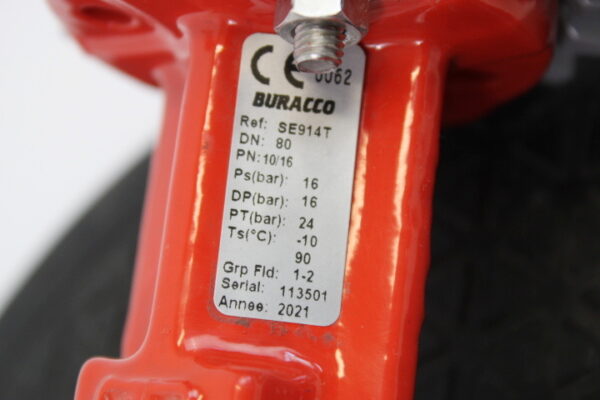 CE 0062
BURACCO
Ref: SE914T
DN: 80
PN: 10/16
Ps(bar): 16
DP(bar): 16
PT(bar): 24
Ts(°C): -10
90
Grp Fld: 1-2
Serial: 113501
Annee: 2021